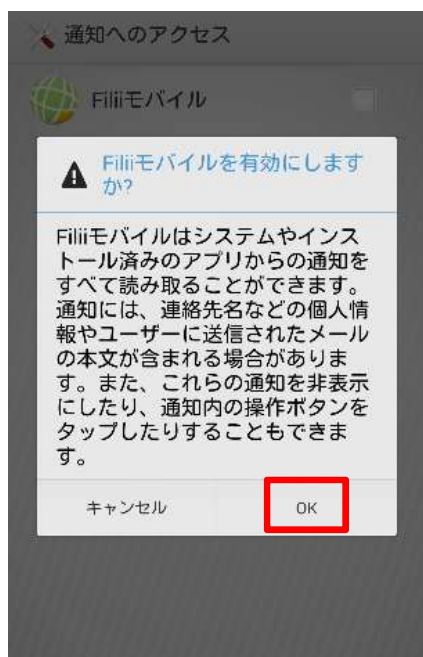 通知へのアクセス
Filiiモバイル
Filiiモバイルを有効にします
か?
Filiiモバイルはシステムやインス
トール済みのアプリからの通知を
すべて読み取ることができます。
通知には、連絡先名などの個人情
報やユーザーに送信されたメール
の本文が含まれる場合がありま
す。また、これらの通知を非表示
にしたり、通知内の操作ボタンを
タップしたりすることもできま
す。
キャンセル
OK